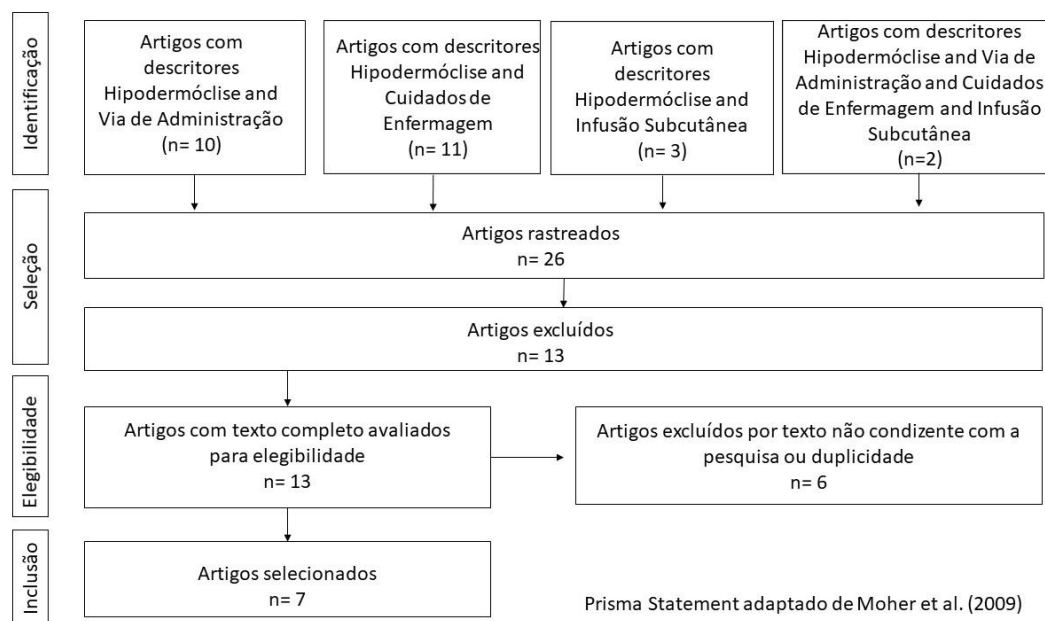 Identificação
Artigos com
descritores
Hipodermóclise and
Via de Administração
(n= 10)
Artigos com descritores
Hipodermóclise and
Cuidados de
Enfermagem
(n= 11)
Artigos com
descritores
Hipodermóclise and
Infusão Subcutânea
(n= 3)
Artigos com descritores
Hipodermóclise and Via de
Administração and Cuidados
de Enfermagem and Infusão
Subcutânea
(n=2)
Seleção
Artigos rastreados
n= 26
Artigos excluídos
n= 13
Elegibilidade
Artigos com texto completo avaliados
para elegibilidade
n= 13
Artigos excluídos por texto não condizente com a
pesquisa ou duplicidade
n= 6
Inclusão
Artigos selecionados
n= 7
Prisma Statement adaptado de Moher et al. (2009)